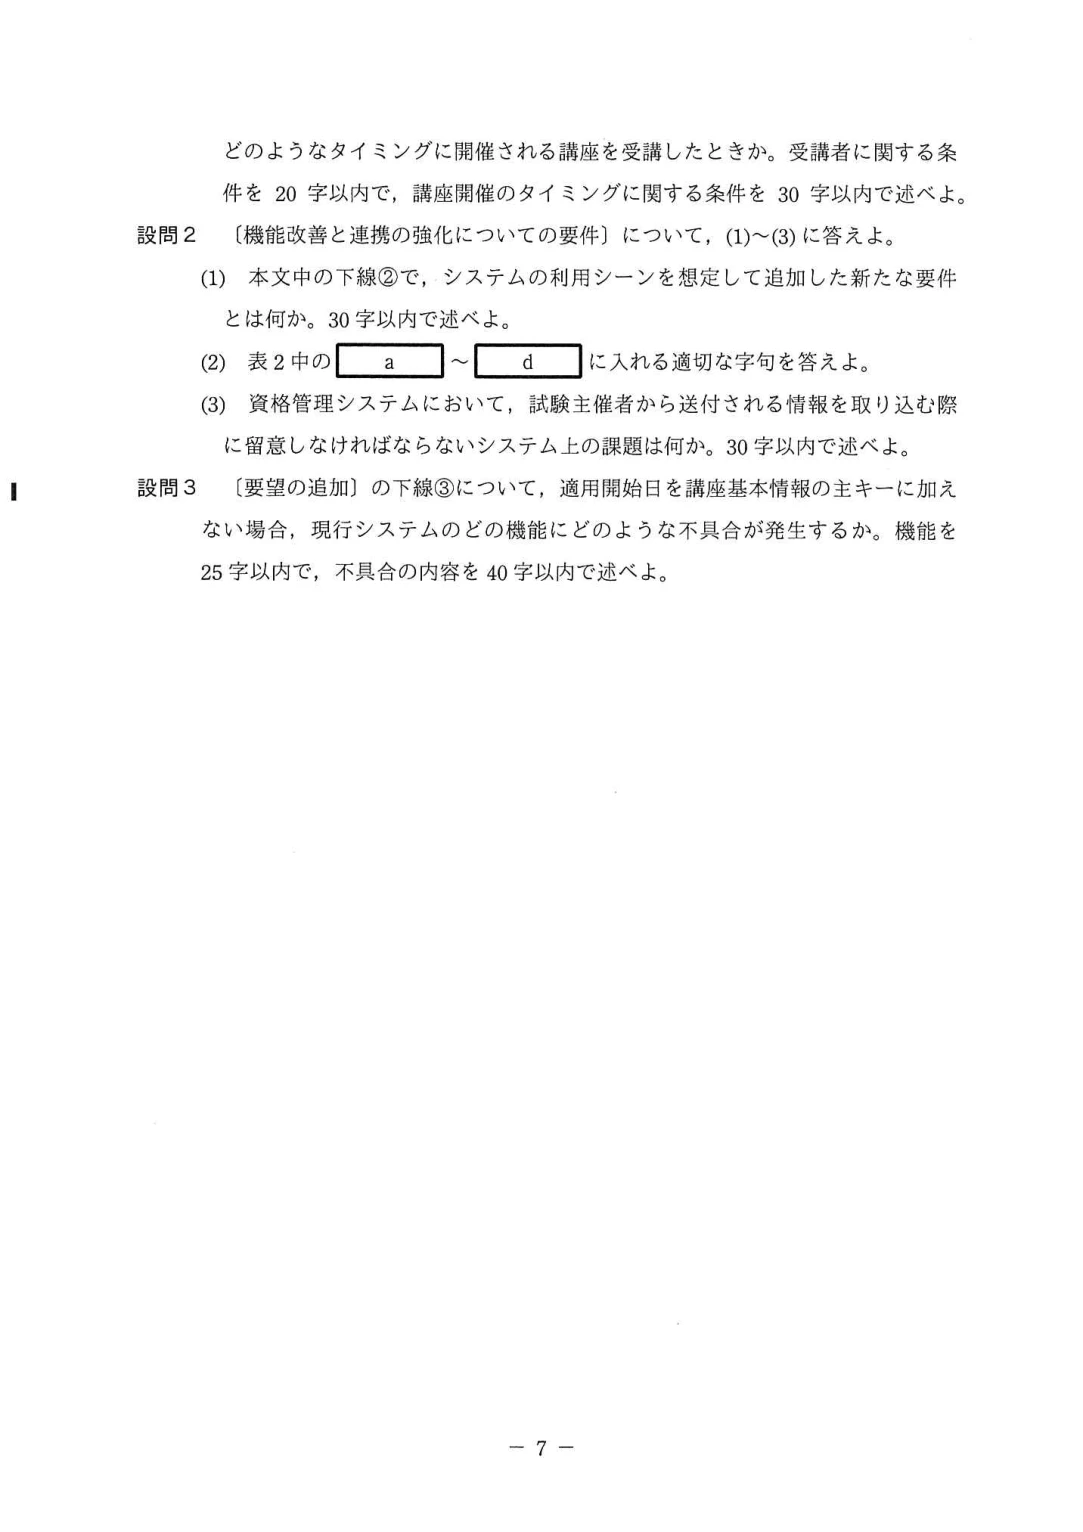 どのようなタイミングに開催される講座を受講したときか。受講者に関する条
件を 20 字以内で，講座開催のタイミングに関する条件を 30 字以内で述べよ。
設問２　〔機能改善と連携の強化についての要件〕について，(1)～(3) に答えよ。
(1)　本文中の下線②で，システムの利用シーンを想定して追加した新たな要件
とは何か。30 字以内で述べよ。
(2)　表 2 中の a ～ d に入れる適切な字句を答えよ。
(3)　資格管理システムにおいて，試験主催者から送付される情報を取り込む際
に留意しなければならないシステム上の課題は何か。30 字以内で述べよ。
設問３　〔要望の追加〕の下線③について，適用開始日を講座基本情報の主キーに加え
ない場合，現行システムのどの機能にどのような不具合が発生するか。機能を
25 字以内で，不具合の内容を 40 字以内で述べよ。
－ 7 －